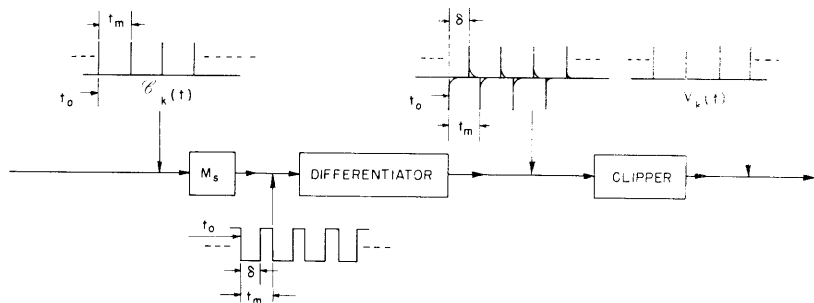 t_m
δ
t_o
𝒞_k(t)
t_o
t_m
V_k(t)
M_s
DIFFERENTIATOR
CLIPPER
t_o
δ
t_m